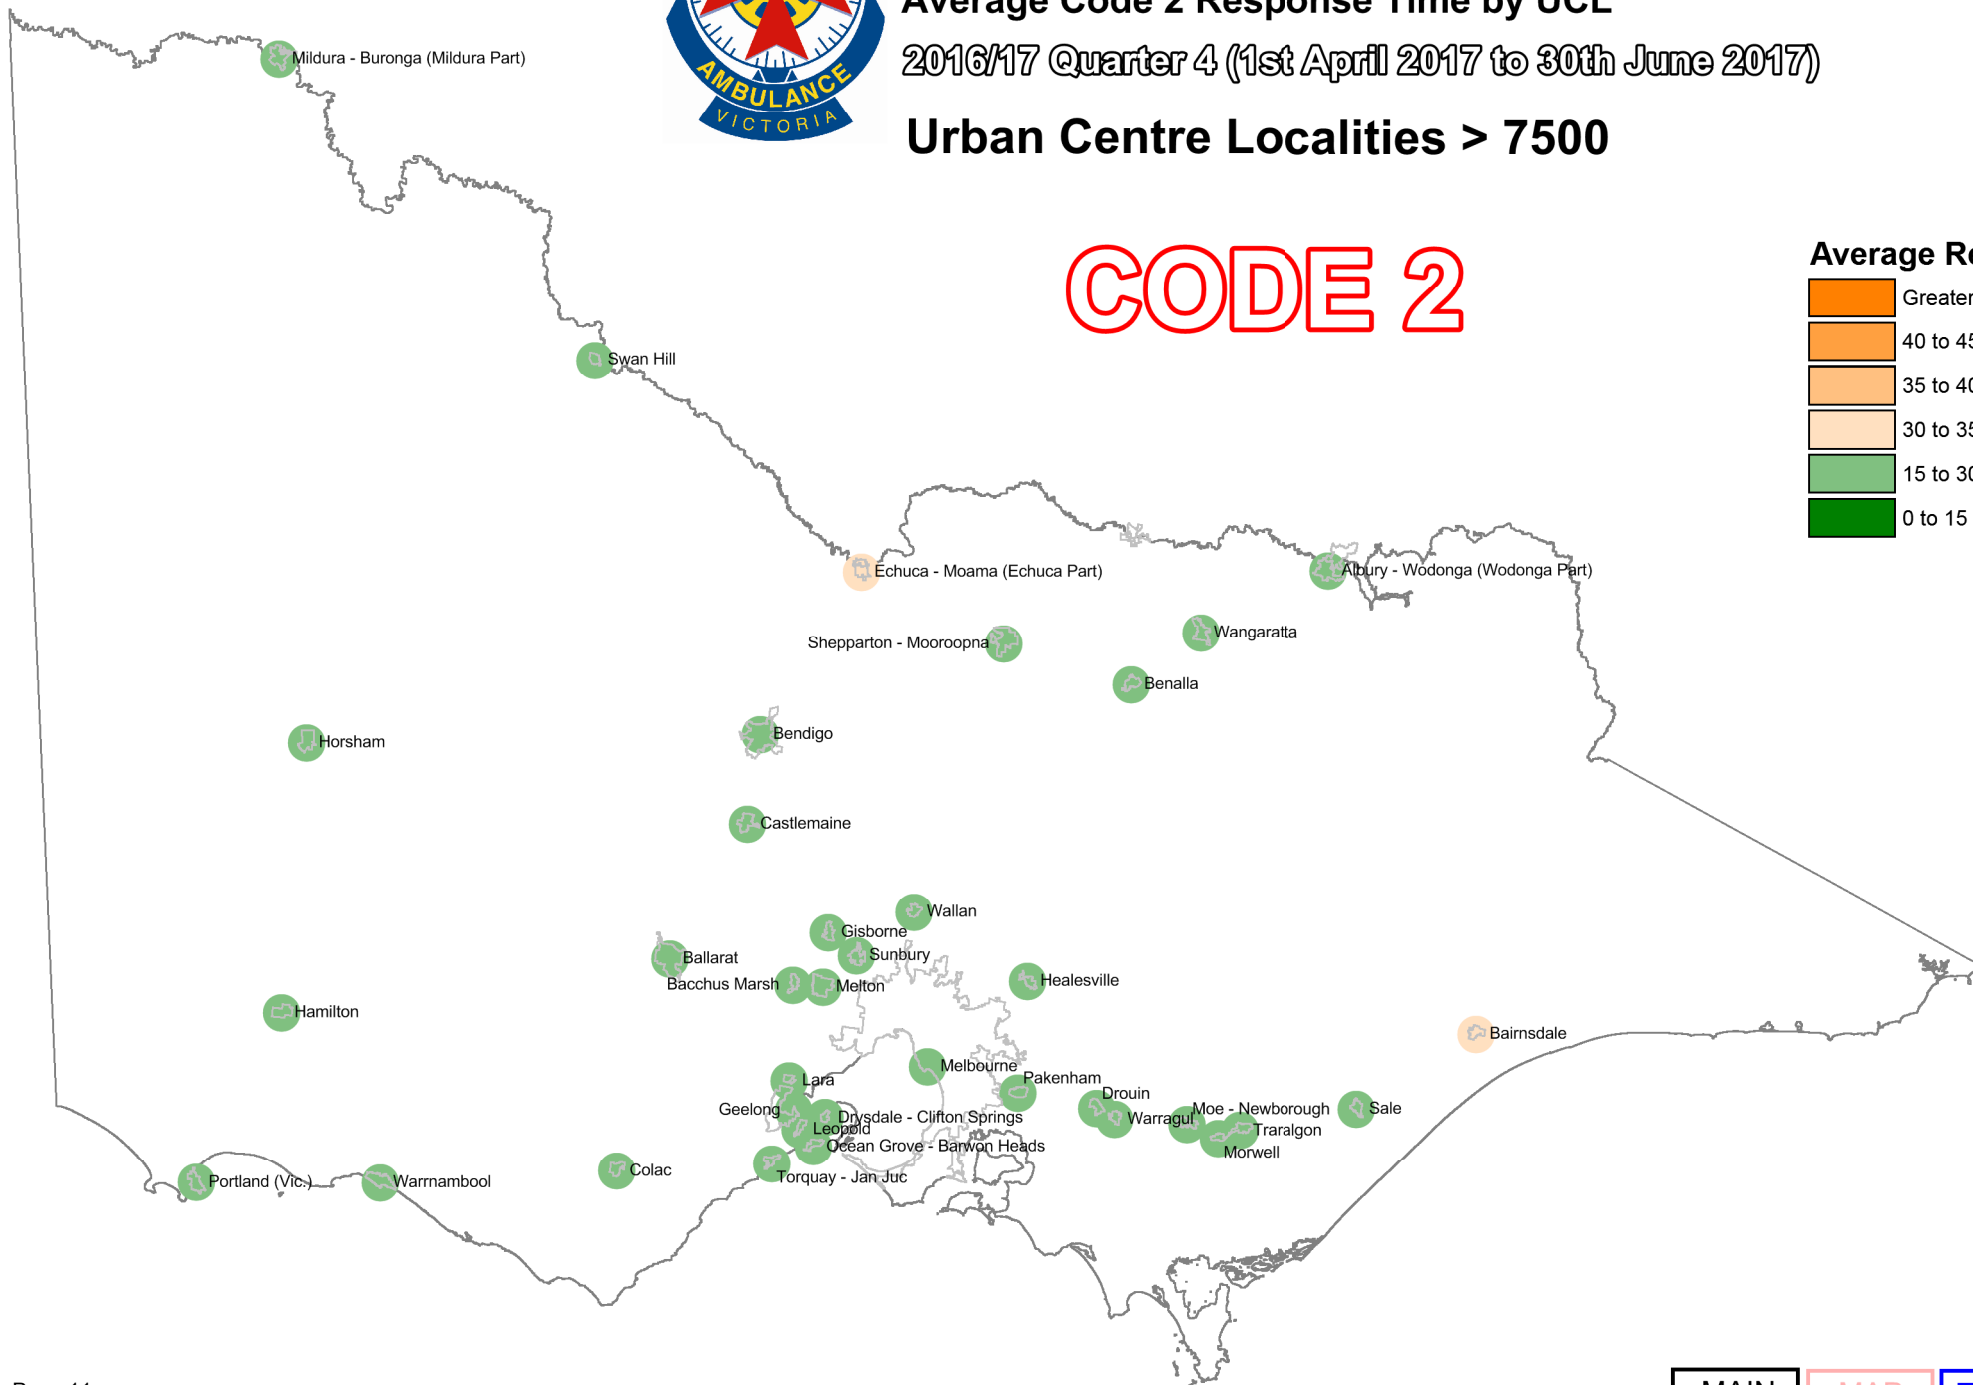 Average Code 2 Response Time by UCL
2016/17 Quarter 4 (1st April 2017 to 30th June 2017)
Urban Centre Localities > 7500
AMBULANCE
VICTORIA
CODE 2
Average
Greater
40 to 45
35 to 40
30 to 35
15 to 30
0 to 15
Mildura - Buronga (Mildura Part)
Swan Hill
Echuca - Moama (Echuca Part)
Albury - Wodonga (Wodonga Part)
Shepparton - Mooroopna
Wangaratta
Benalla
Horsham
Bendigo
Castlemaine
Wallan
Gisborne
Sunbury
Ballarat
Bacchus Marsh
Melton
Healesville
Hamilton
Bairnsdale
Melbourne
Lara
Pakenham
Drouin
Geelong
Drysdale - Clifton Springs
Warragul
Moe - Newborough
Sale
Leopold
Traralgon
Ocean Grove - Barwon Heads
Morwell
Colac
Torquay - Jan Juc
Portland (Vic.)
Warrnambool
MAIN
MAP